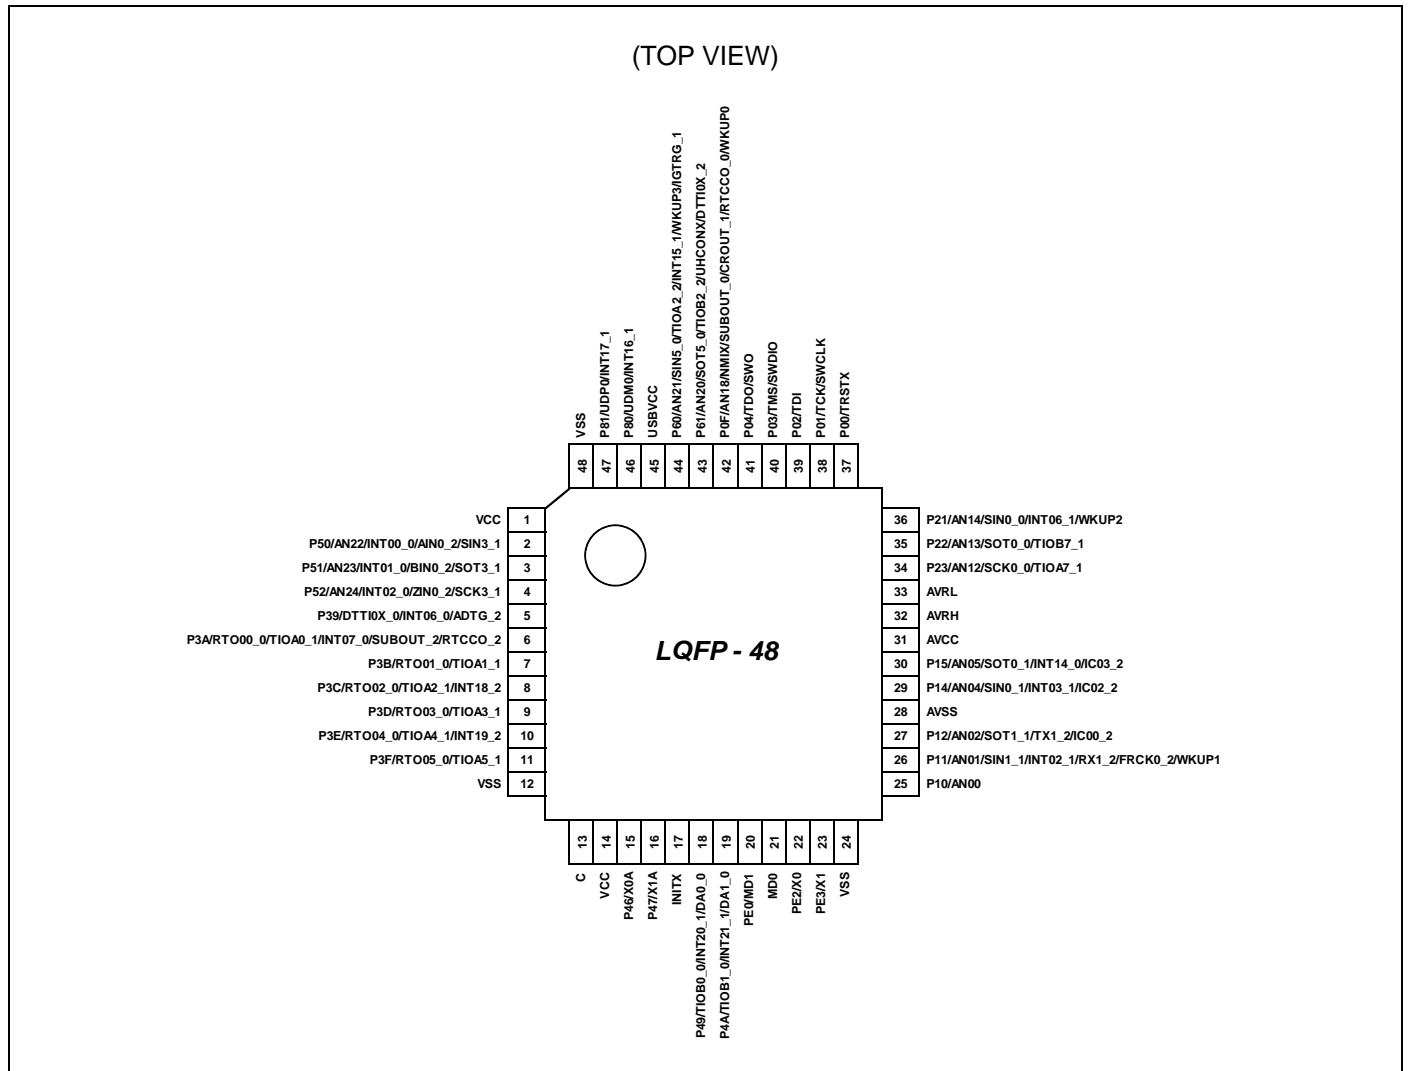 (TOP VIEW)
VSS
P81/UDP0/INT17_1
P80/UDM0/INT16_1
USBVCC
P60/AN21/SIN5_0/TIOA2_2/INT15_1/WKUP3/IGTRG_1
P61/AN20/SOT5_0/TIOB2_2/UHCONX/DTTI0X_2
P0F/AN18/NMIX/SUBOUT_0/CROUT_1/RTCCO_0/WKUP0
P04/TDO/SWO
P03/TMS/SWDIO
P02/TDI
P01/TCK/SWCLK
P00/TRSTX
48
47
46
45
44
43
42
41
40
39
38
37
VCC 1
P50/AN22/INT00_0/AIN0_2/SIN3_1 2
P51/AN23/INT01_0/BIN0_2/SOT3_1 3
P52/AN24/INT02_0/ZIN0_2/SCK3_1 4
P39/DTTI0X_0/INT06_0/ADTG_2 5
P3A/RTO00_0/TIOA0_1/INT07_0/SUBOUT_2/RTCCO_2 6
P3B/RTO01_0/TIOA1_1 7
P3C/RTO02_0/TIOA2_1/INT18_2 8
P3D/RTO03_0/TIOA3_1 9
P3E/RTO04_0/TIOA4_1/INT19_2 10
P3F/RTO05_0/TIOA5_1 11
VSS 12
LQFP - 48
36 P21/AN14/SIN0_0/INT06_1/WKUP2
35 P22/AN13/SOT0_0/TIOB7_1
34 P23/AN12/SCK0_0/TIOA7_1
33 AVRL
32 AVRH
31 AVCC
30 P15/AN05/SOT0_1/INT14_0/IC03_2
29 P14/AN04/SIN0_1/INT03_1/IC02_2
28 AVSS
27 P12/AN02/SOT1_1/TX1_2/IC00_2
26 P11/AN01/SIN1_1/INT02_1/RX1_2/FRCK0_2/WKUP1
25 P10/AN00
13
14
15
16
17
18
19
20
21
22
23
24
C
VCC
P46/X0A
P47/X1A
INITX
P49/TIOB0_0/INT20_1/DA0_0
P4A/TIOB1_0/INT21_1/DA1_0
PE0/MD1
MD0
PE2/X0
PE3/X1
VSS